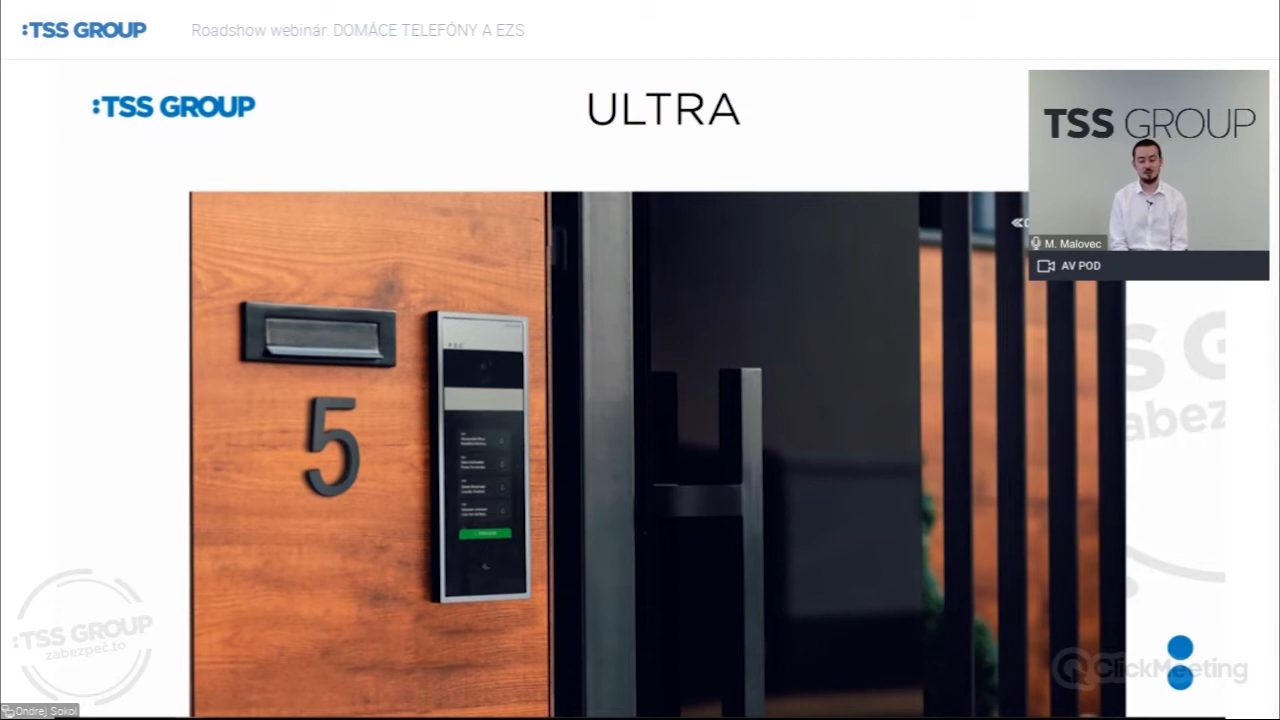 :TSS GROUP
Roadshow webinár: DOMÁCE TELEFÓNY A EZS
:TSS GROUP
ULTRA
TSS GROUP
M. Malovec
AV POD
5
:TSS GROUP
zabezpeč.to
ClickMeeting
Ondrej Sokol